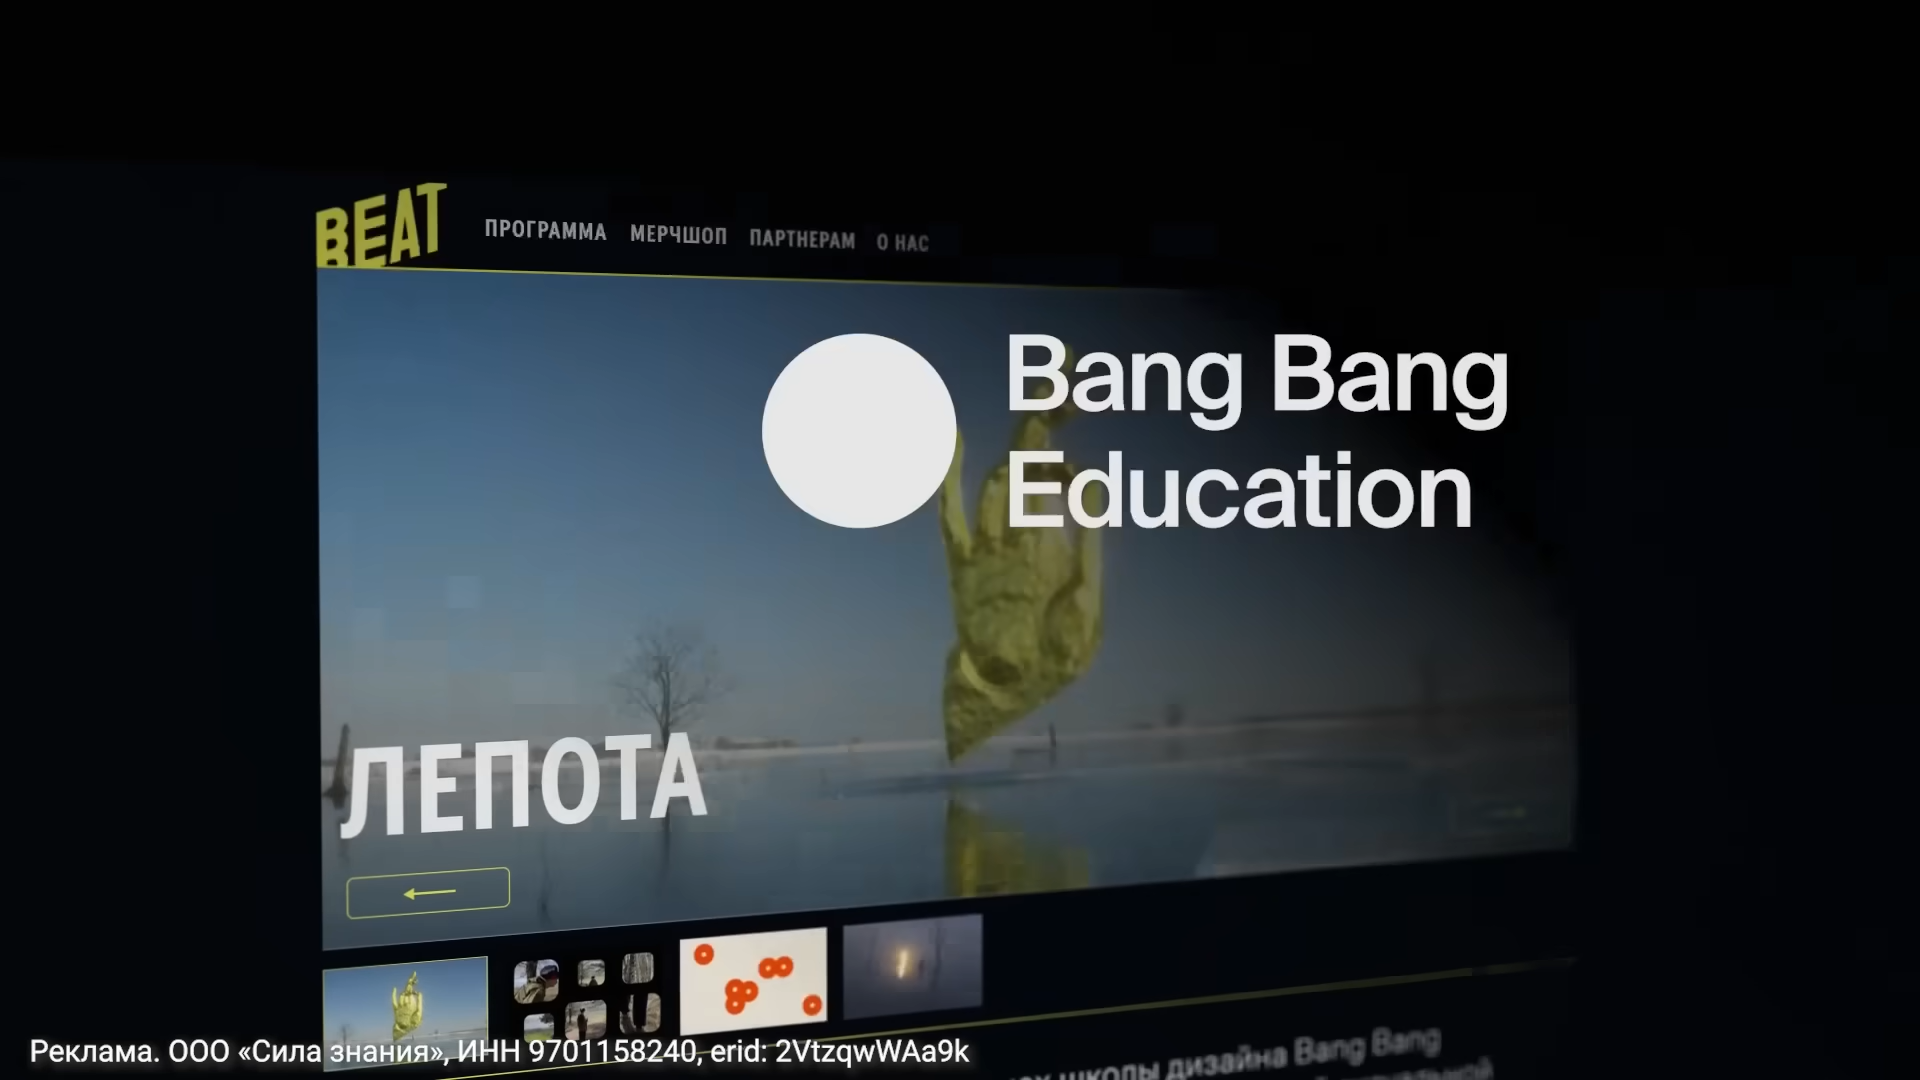 BEAT
ПРОГРАММА МЕРЧШОП ПАРТНЕРАМ О НАС
Bang Bang
Education
ЛЕПОТА
школы дизайна Bang Bang
Реклама. ООО «Сила знания», ИНН 9701158240, erid: 2VtzqwWAa9k